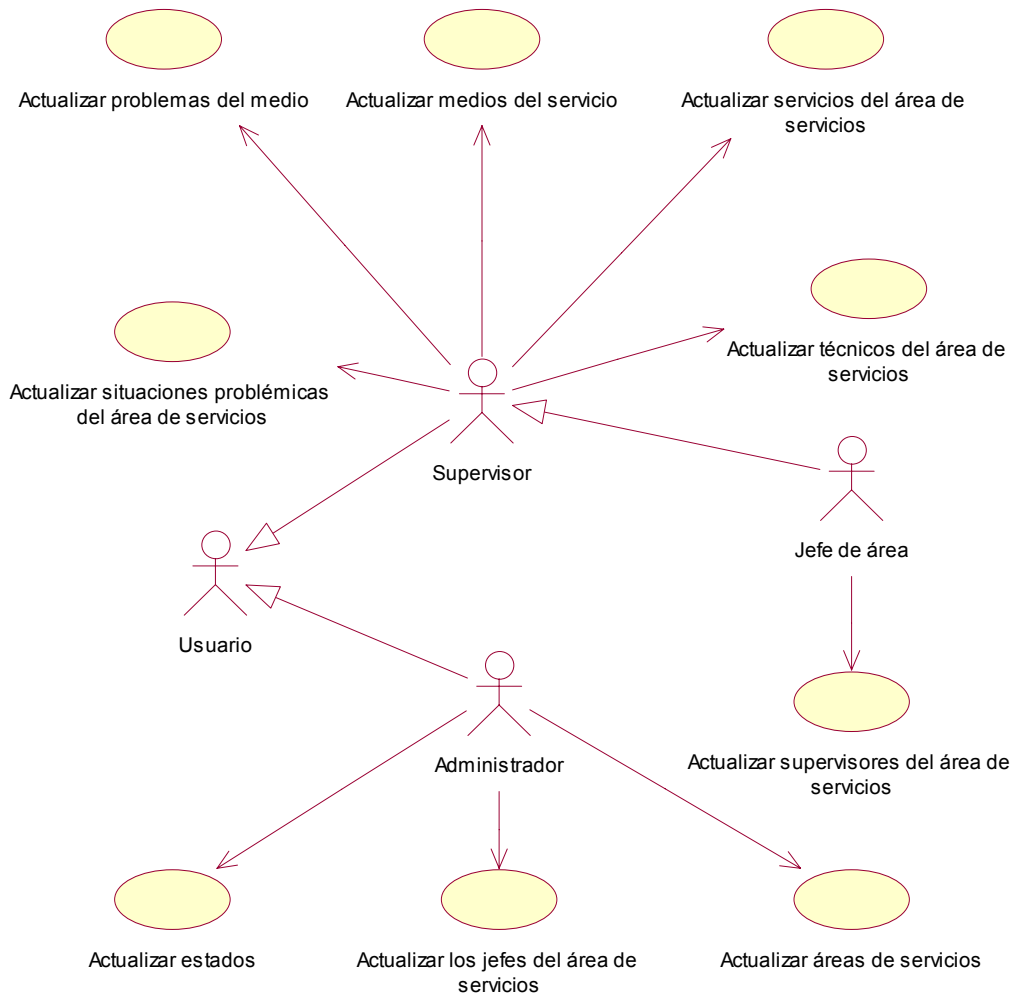 Actualizar problemas del medio
Actualizar medios del servicio
Actualizar servicios del área de
servicios
Actualizar técnicos del área de
servicios
Actualizar situaciones problémicas
del área de servicios
Supervisor
Jefe de área
Usuario
Administrador
Actualizar supervisores del área de
servicios
Actualizar estados
Actualizar los jefes del área de
servicios
Actualizar áreas de servicios